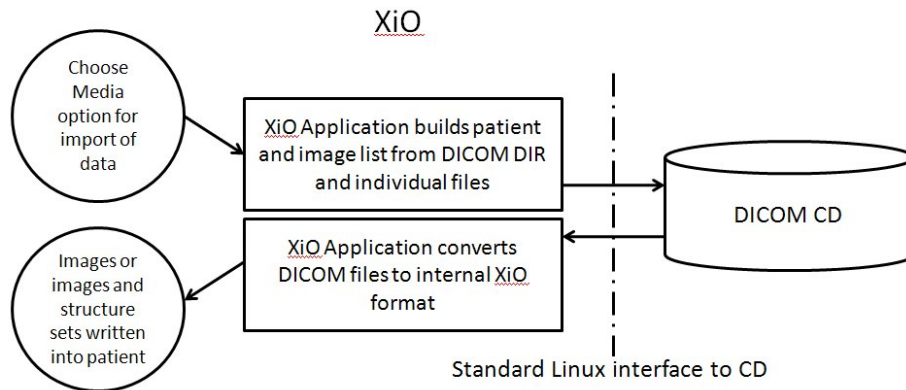 XiO
Choose
Media
option for
import of
data
XiO Application builds patient
and image list from DICOM DIR
and individual files
DICOM CD
XiO Application converts
DICOM files to internal XiO
format
Images or
images and
structure
sets written
into patient
Standard Linux interface to CD